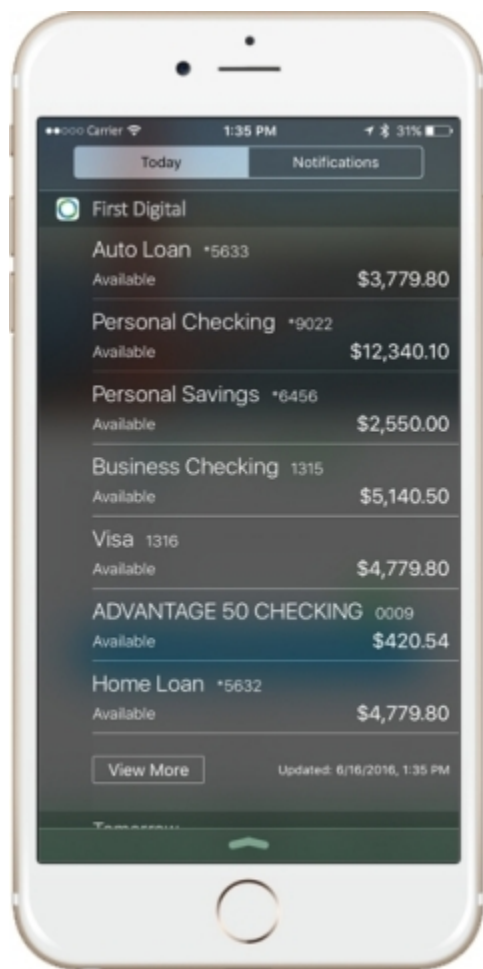 Carrier 1:35 PM 31%
Today Notifications
First Digital
Auto Loan *5633
Available $3,779.80
Personal Checking *9022
Available $12,340.10
Personal Savings *6456
Available $2,550.00
Business Checking 1315
Available $5,140.50
Visa 1316
Available $4,779.80
ADVANTAGE 50 CHECKING 0009
Available $420.54
Home Loan *5632
Available $4,779.80
View More Updated: 6/16/2016, 1:35 PM
Tomorrow